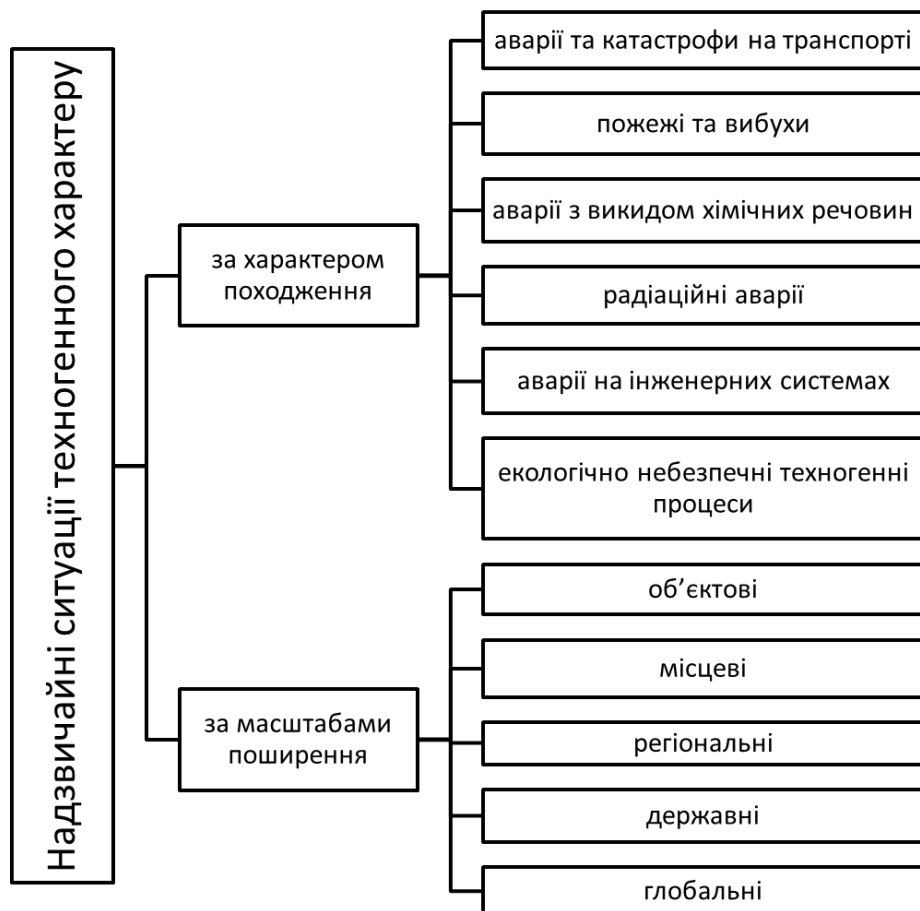 Надзвичайні ситуації техногенного характеру
за характером
походження
аварії та катастрофи на транспорті
пожежі та вибухи
аварії з викидом хімічних речовин
радіаційні аварії
аварії на інженерних системах
екологічно небезпечні техногенні
процеси
за масштабами
поширення
об’єктові
місцеві
регіональні
державні
глобальні